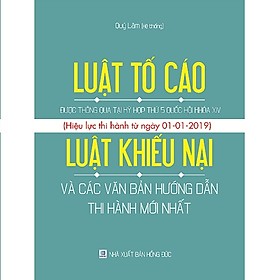 Quý Lâm (hệ thống)
LUẬT TỐ CÁO
ĐƯỢC THÔNG QUA TẠI KỲ HỌP THỨ 5 QUỐC HỘI KHÓA XIV
(Hiệu lực thi hành từ ngày 01-01-2019)
LUẬT KHIẾU NẠI
VÀ CÁC VĂN BẢN HƯỚNG DẪN
THI HÀNH MỚI NHẤT
NHÀ XUẤT BẢN HỒNG ĐỨC